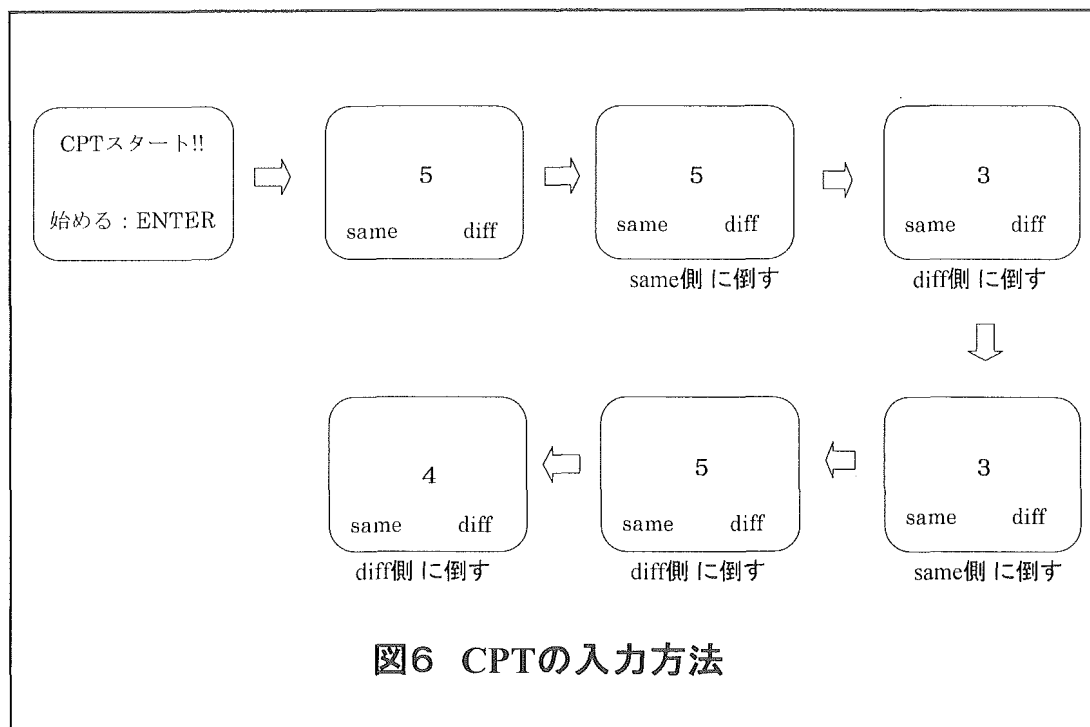 CPTスタート!!
始める：ENTER
5
same diff
5
same diff
same側 に倒す
3
same diff
diff側 に倒す
3
same diff
same側 に倒す
5
same diff
diff側 に倒す
4
same diff
diff側 に倒す
図6 CPTの入力方法